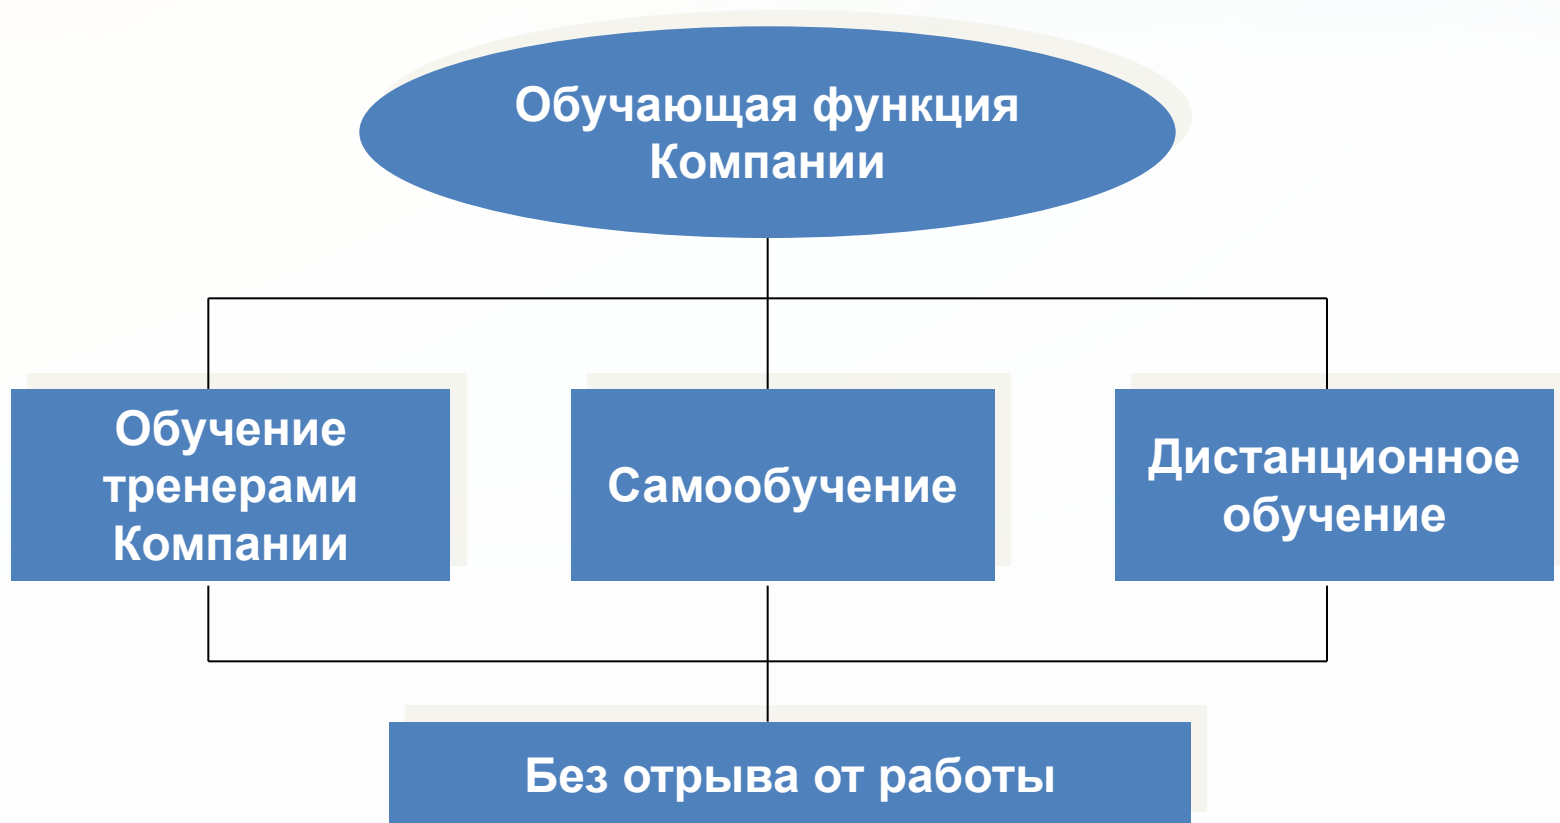 Обучающая функция
Компании
Обучение
тренерами
Компании
Самообучение
Дистанционное
обучение
Без отрыва от работы